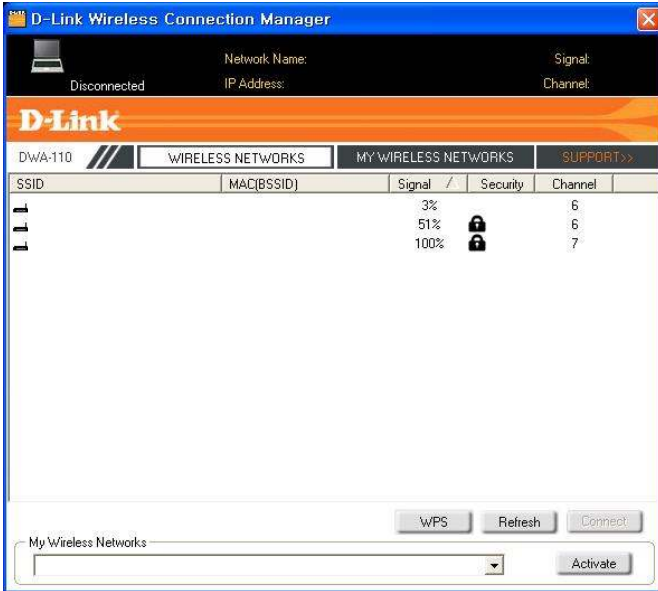 D-Link Wireless Connection Manager
Network Name: Signal:
Disconnected IP Address: Channel:
D-Link
DWA-110 WIRELESS NETWORKS MY WIRELESS NETWORKS SUPPORT>>
SSID MAC(BSSID) Signal Security Channel
3% 6
51% 6
100% 7
WPS Refresh Connect
My Wireless Networks
Activate